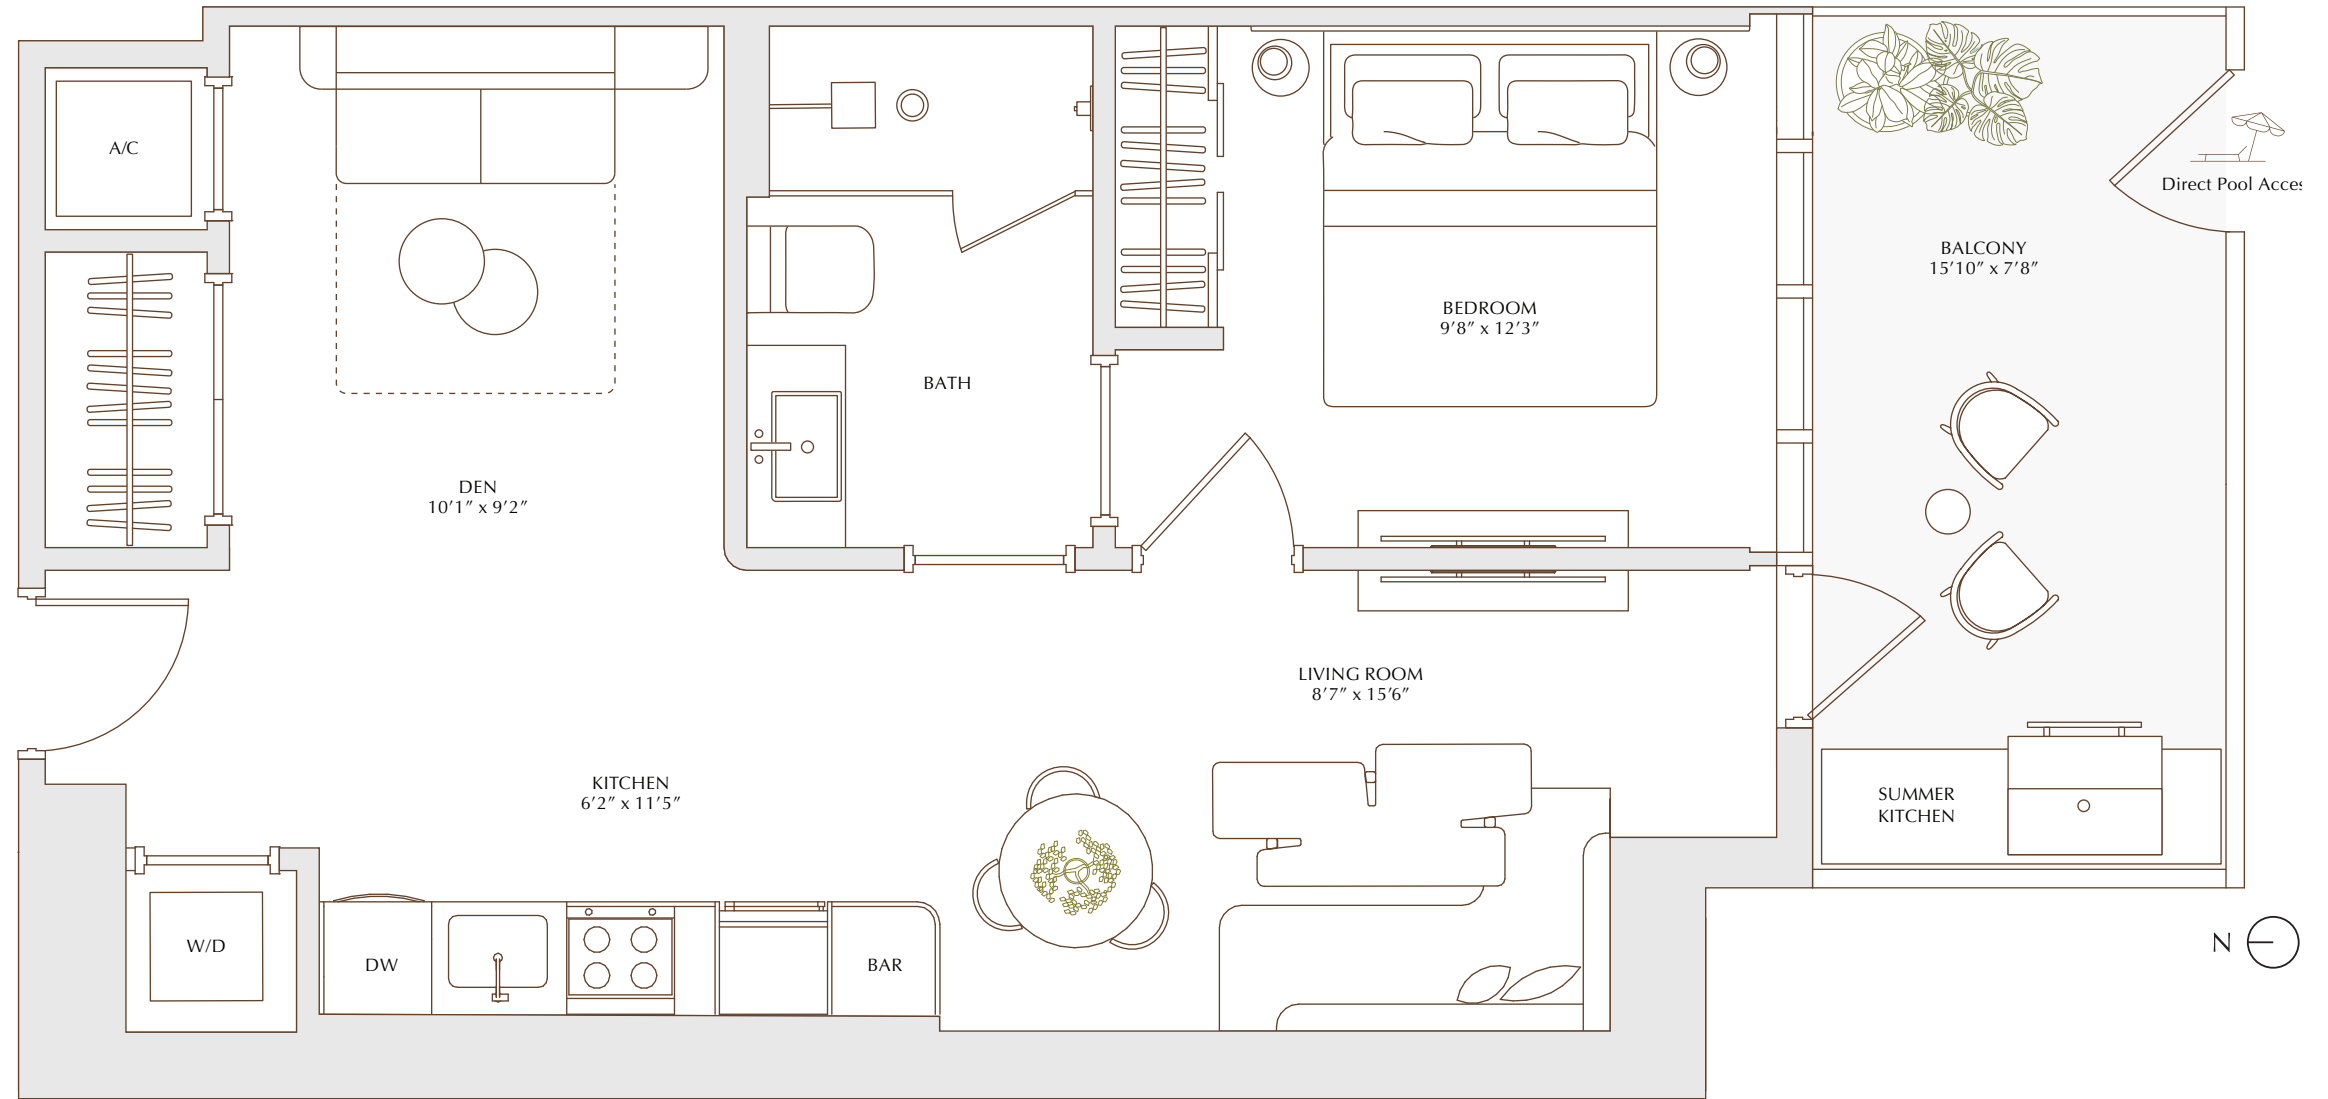 A/C
Direct Pool Acces
BALCONY
15’10” x 7’8”
BEDROOM
9’8” x 12’3”
BATH
DEN
10’1” x 9’2”
LIVING ROOM
8’7” x 15’6”
KITCHEN
6’2” x 11’5”
SUMMER
KITCHEN
W/D
DW
BAR
N